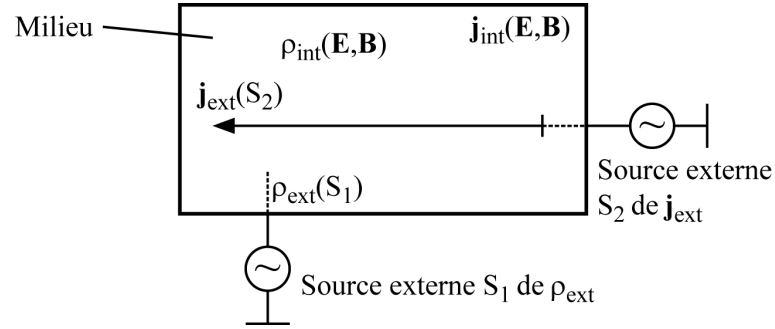 Milieu
ρint(E,B)
jint(E,B)
jext(S2)
ρext(S1)
Source externe
S2 de jext
Source externe S1 de ρext